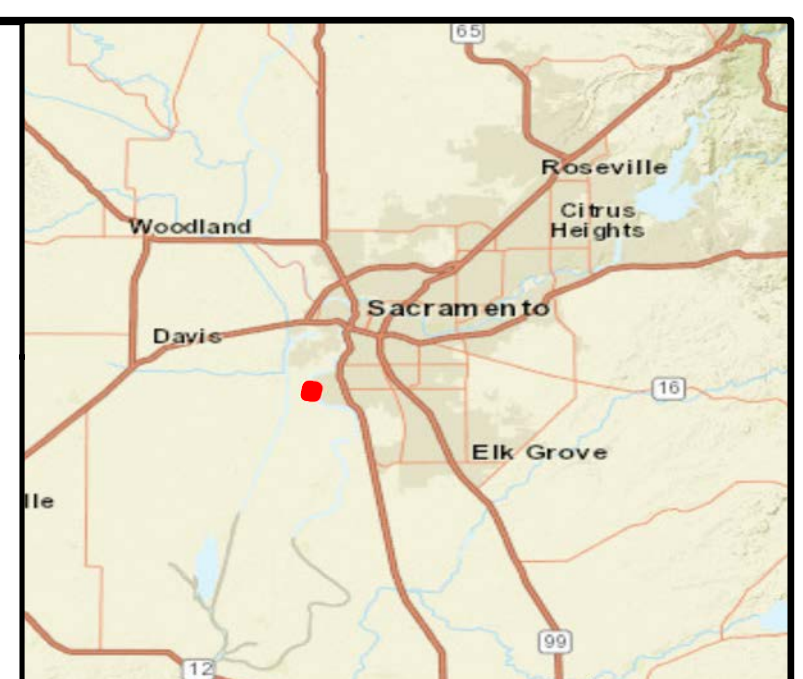 65
Roseville
Citrus
Heights
Woodland
Sacramento
Davis
16
Elk Grove
lle
99
12